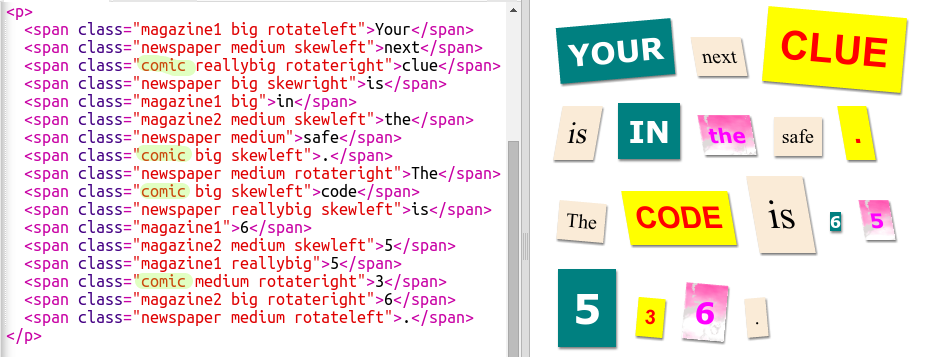 <p>
<span class="magazine1 big rotateleft">Your</span>
<span class="newspaper medium skewleft">next</span>
<span class="comic reallybig rotateright">clue</span>
<span class="newspaper big skewright">is</span>
<span class="magazine1 big">in</span>
<span class="magazine2 medium skewleft">the</span>
<span class="newspaper medium">safe</span>
<span class="comic big skewleft">.</span>
<span class="newspaper medium rotateright">The</span>
<span class="comic big skewleft">code</span>
<span class="newspaper reallybig skewleft">is</span>
<span class="magazine1">6</span>
<span class="magazine2 medium skewleft">5</span>
<span class="magazine1 reallybig">5</span>
<span class="comic medium rotateright">3</span>
<span class="magazine2 big rotateright">6</span>
<span class="newspaper medium rotateleft">.</span>
</p>
YOUR next CLUE
is IN the safe .
The CODE is 6 5
5 3 6 .